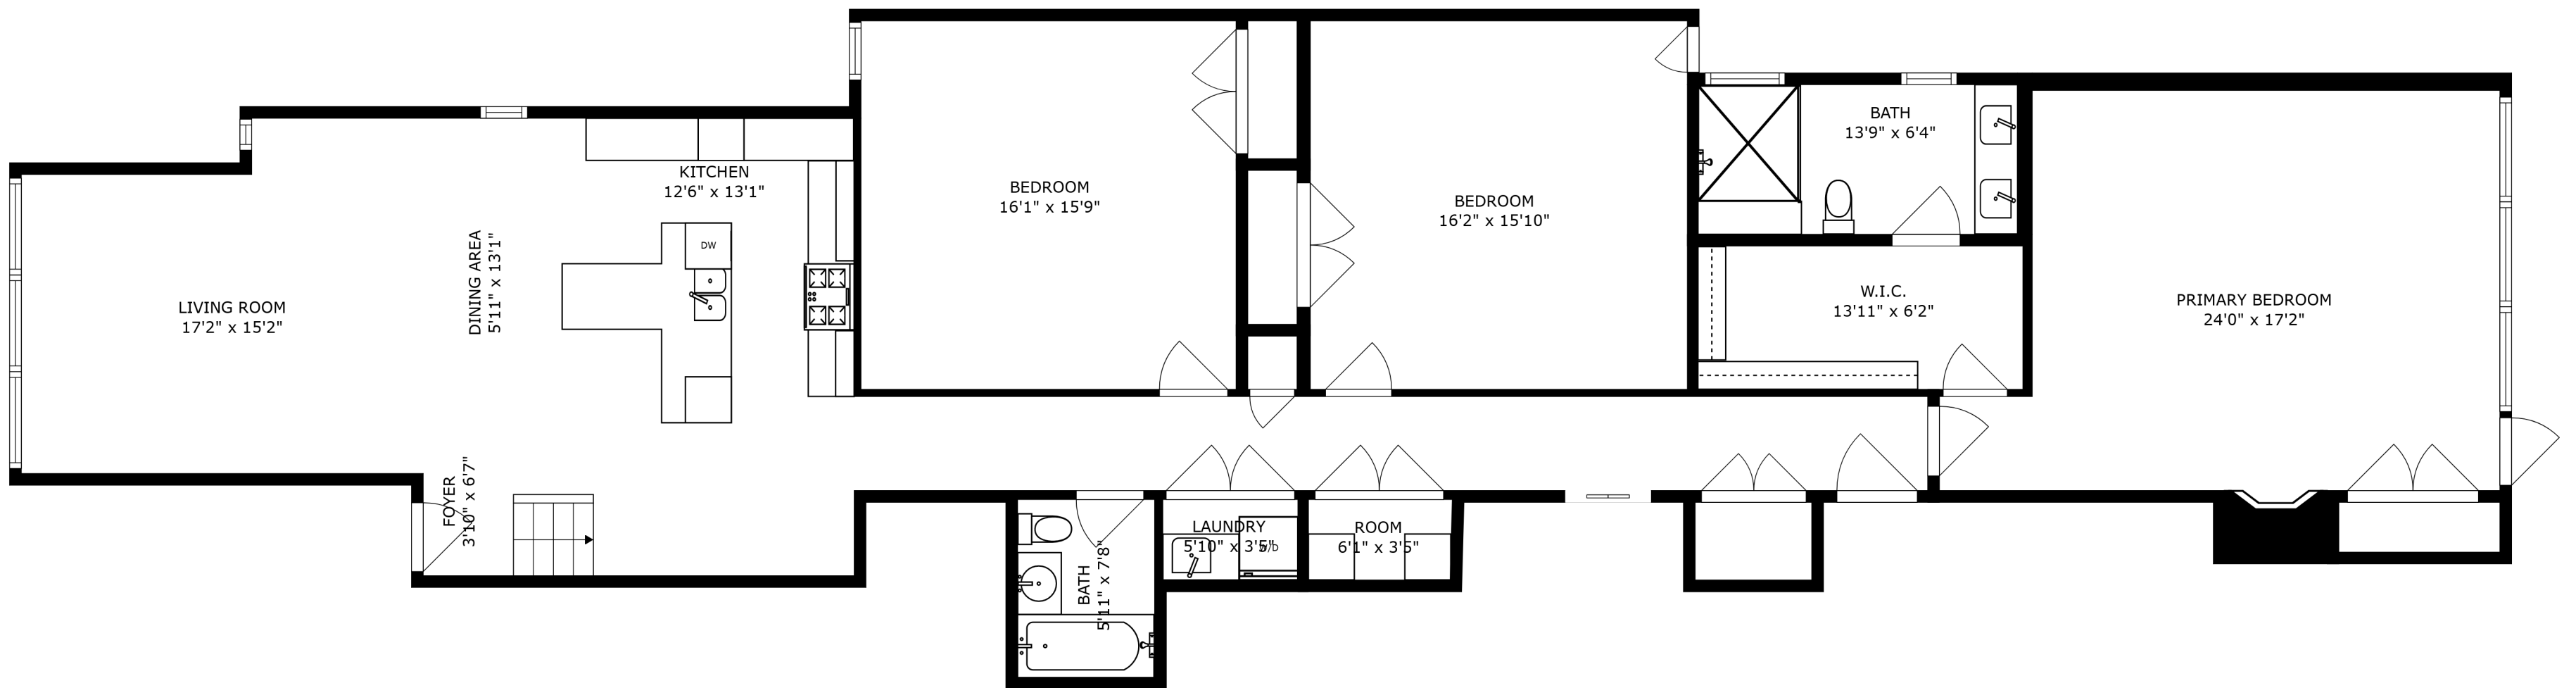 BATH
13'9" x 6'4"
KITCHEN
12'6" x 13'1"
BEDROOM
16'1" x 15'9"
BEDROOM
16'2" x 15'10"
DW
LIVING ROOM
17'2" x 15'2"
DINING AREA
5'11" x 13'1"
W.I.C.
13'11" x 6'2"
PRIMARY BEDROOM
24'0" x 17'2"
FOYER
3'10" x 6'7"
BATH
5'11" x 7'8"
LAUNDRY
5'10" x 3'5"
W/D
ROOM
6'1" x 3'5"